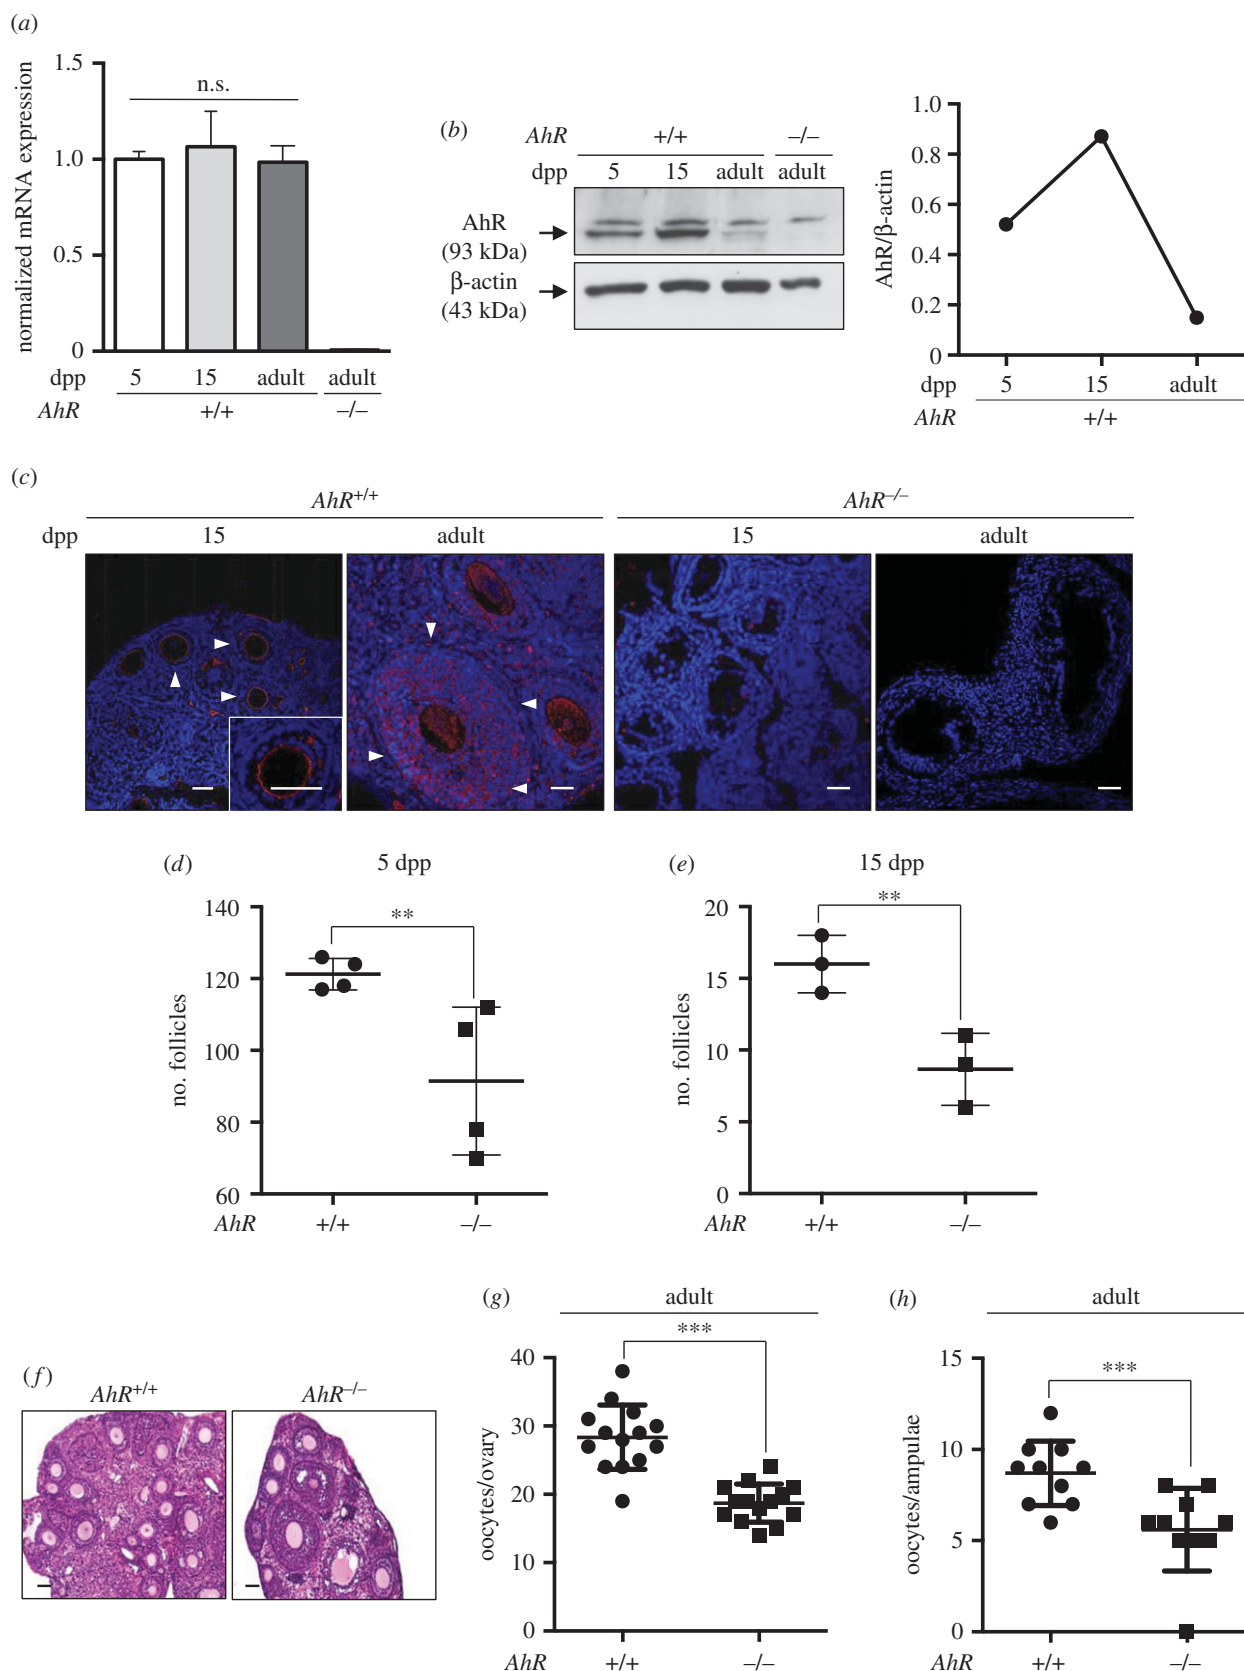 (a)
normalized mRNA expression
1.5
1.0
0.5
0
n.s.
dpp 5 15 adult adult
AhR +/+ –/–
(b)
AhR +/+ –/–
dpp 5 15 adult adult
AhR
(93 kDa)
β-actin
(43 kDa)
AhR/β-actin
1.0
0.8
0.6
0.4
0.2
0
dpp 5 15 adult
AhR +/+
(c)
AhR+/+ AhR–/–
dpp 15 adult 15 adult
(d) 5 dpp
no. follicles
140
120
100
80
60
**
AhR +/+ –/–
(e) 15 dpp
no. follicles
20
15
10
5
0
**
AhR +/+ –/–
(f)
AhR+/+ AhR–/–
(g) adult
oocytes/ovary
40
30
20
10
0
***
AhR +/+ –/–
(h) adult
oocytes/ampulae
15
10
5
0
***
AhR +/+ –/–